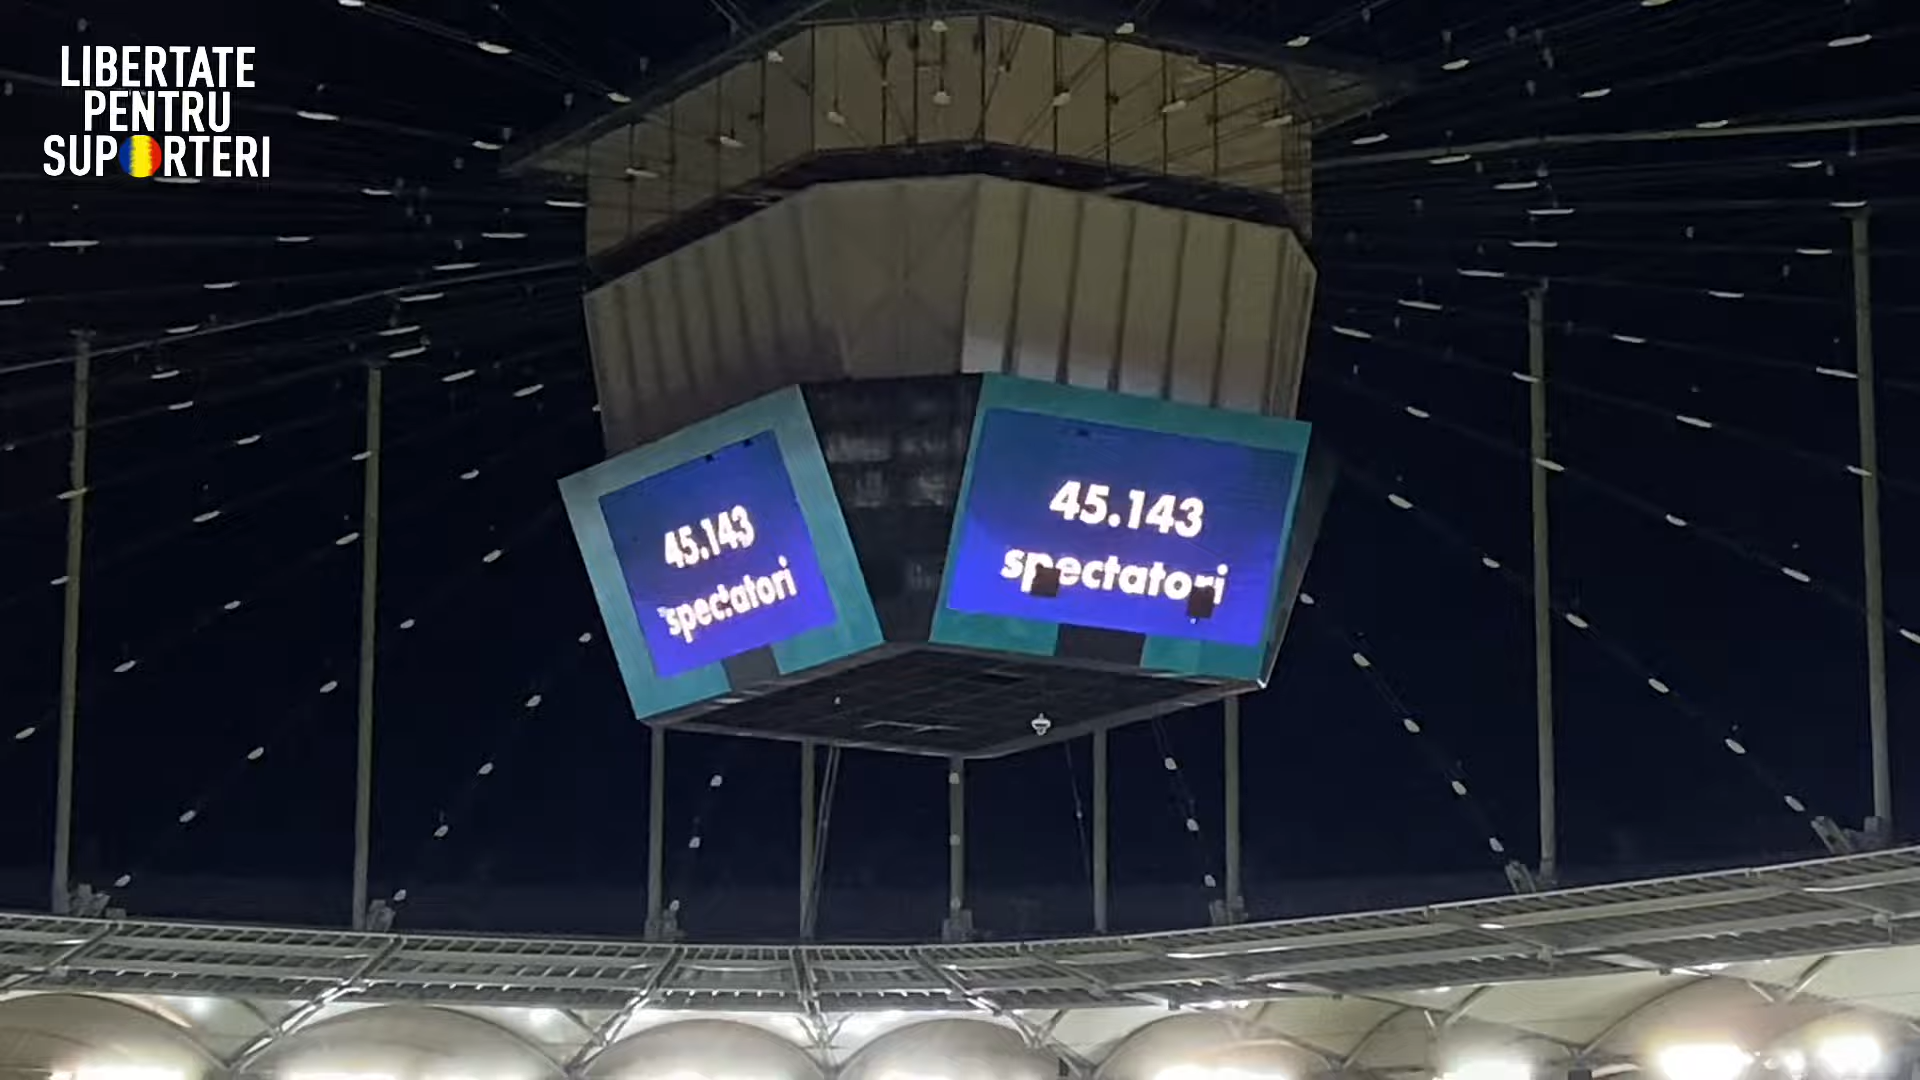 LIBERTATE
PENTRU
SUPORTERI
45.143
spectatori
45.143
spectatori